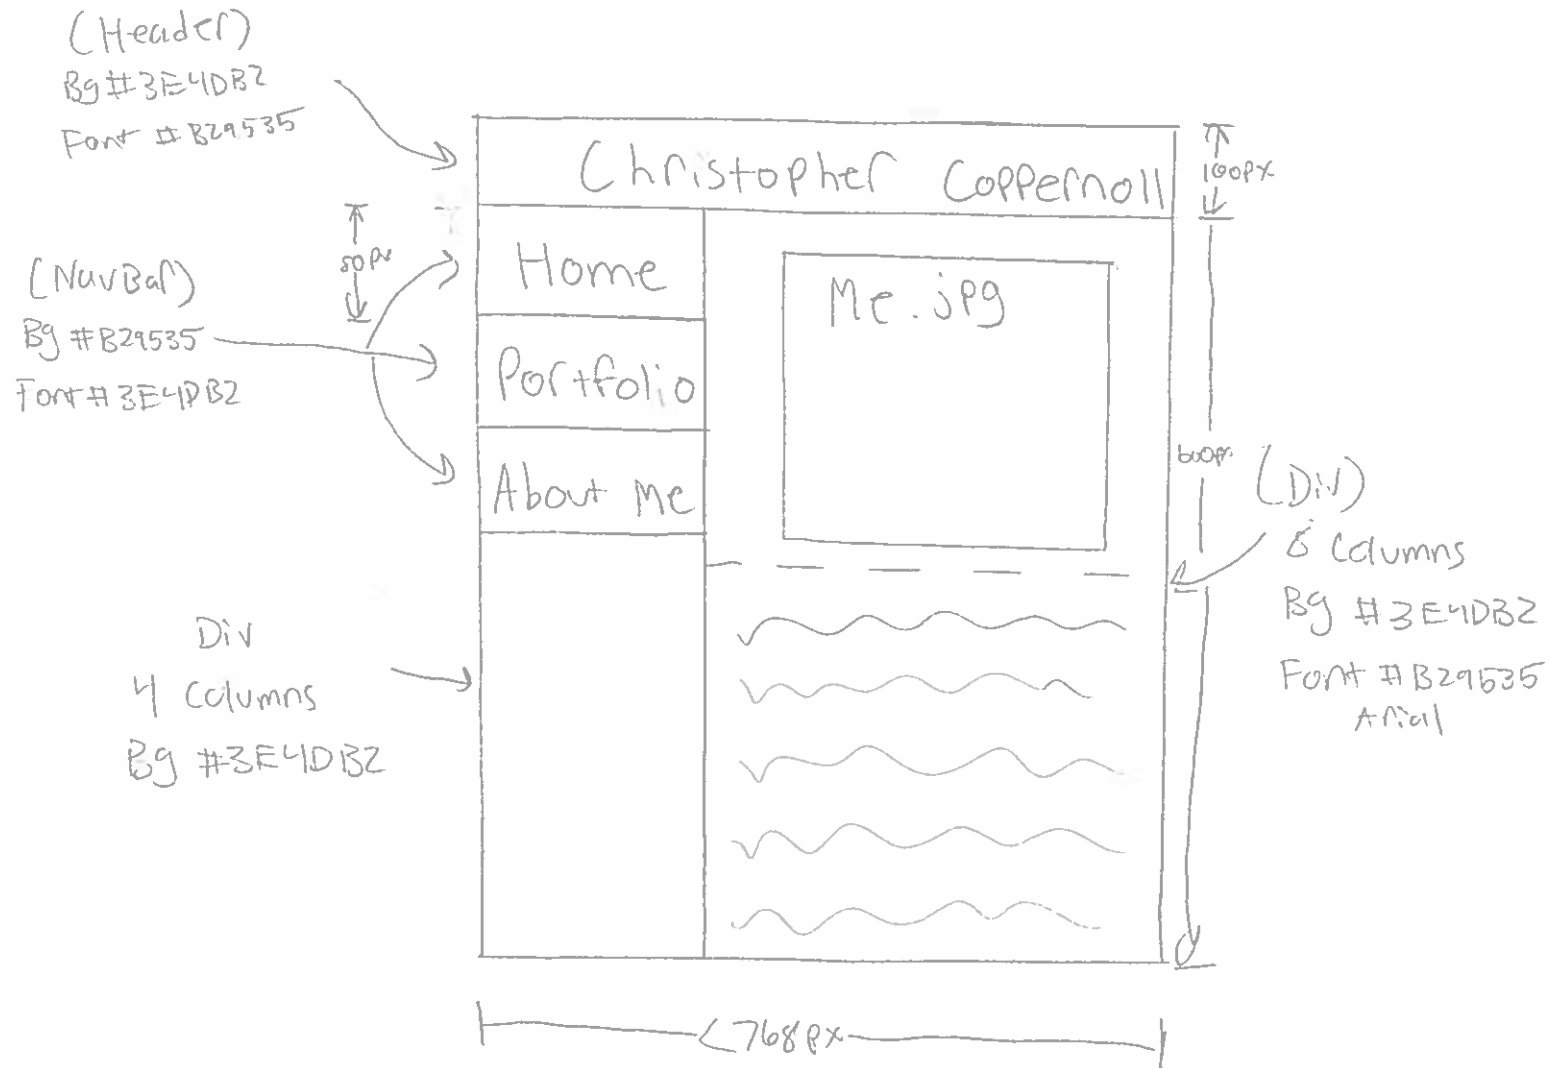 (Header)
Bg #3E4DB2
Font #B29535
Christopher Coppernoll
100px
50px
(NavBar)
Bg #B29535
Font #3E4DB2
Home
Portfolio
About Me
Me.jpg
600px
(Div)
8 Columns
Bg #3E4DB2
Font #B29535
Arial
Div
4 Columns
Bg #3E4DB2
<768px